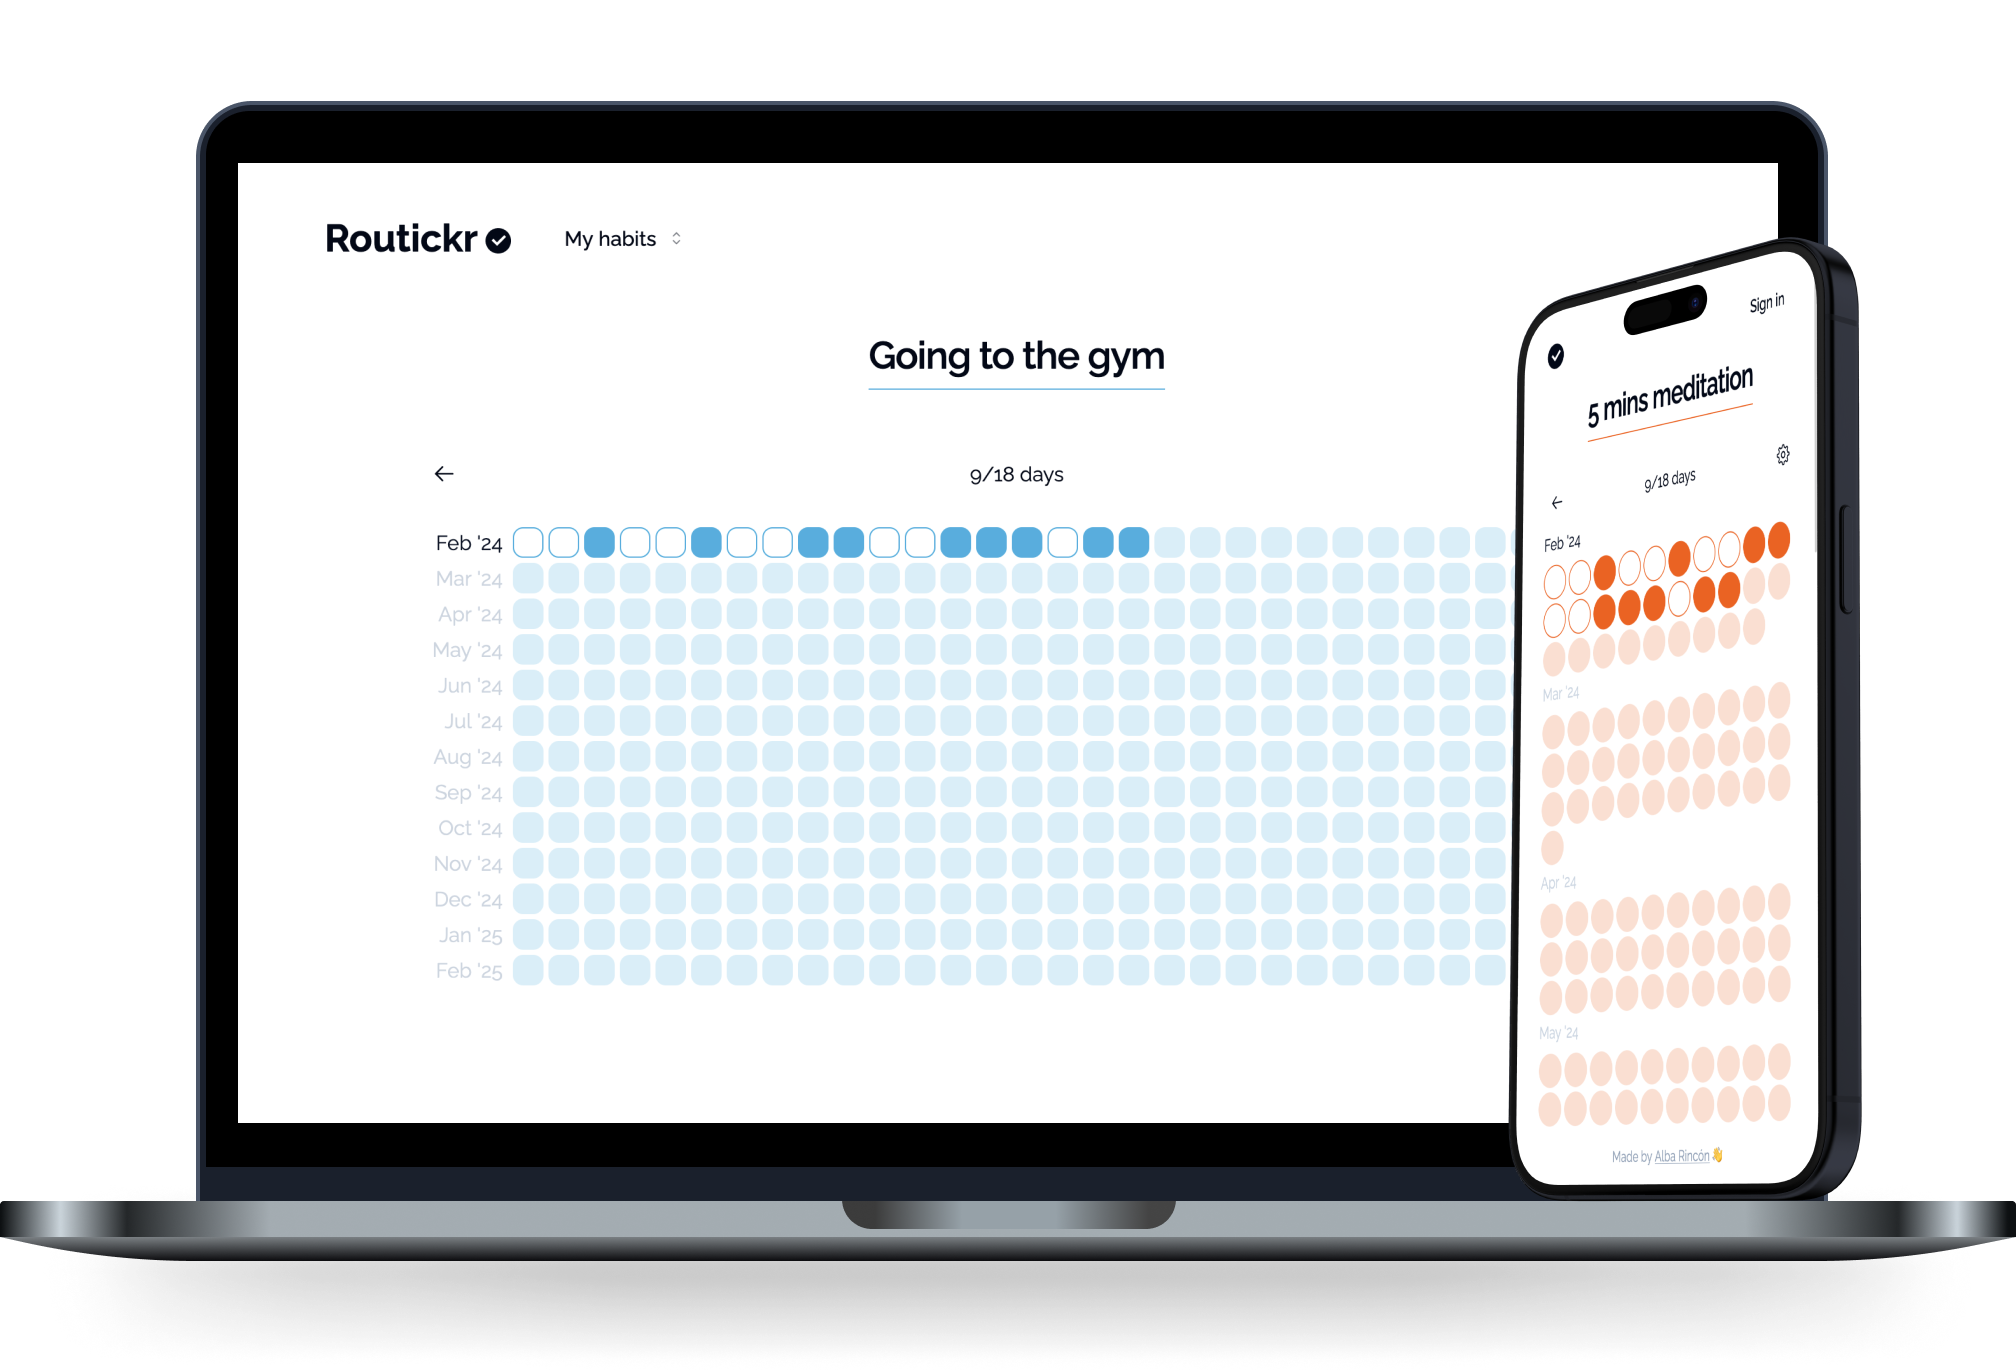 Routickr
My habits
Going to the gym
9/18 days
Feb '24
Mar '24
Apr '24
May '24
Jun '24
Jul '24
Aug '24
Sep '24
Oct '24
Nov '24
Dec '24
Jan '25
Feb '25
Sign in
5 mins meditation
9/18 days
Feb '24
Mar '24
Apr '24
May '24
Made by Alba Rincón 👋